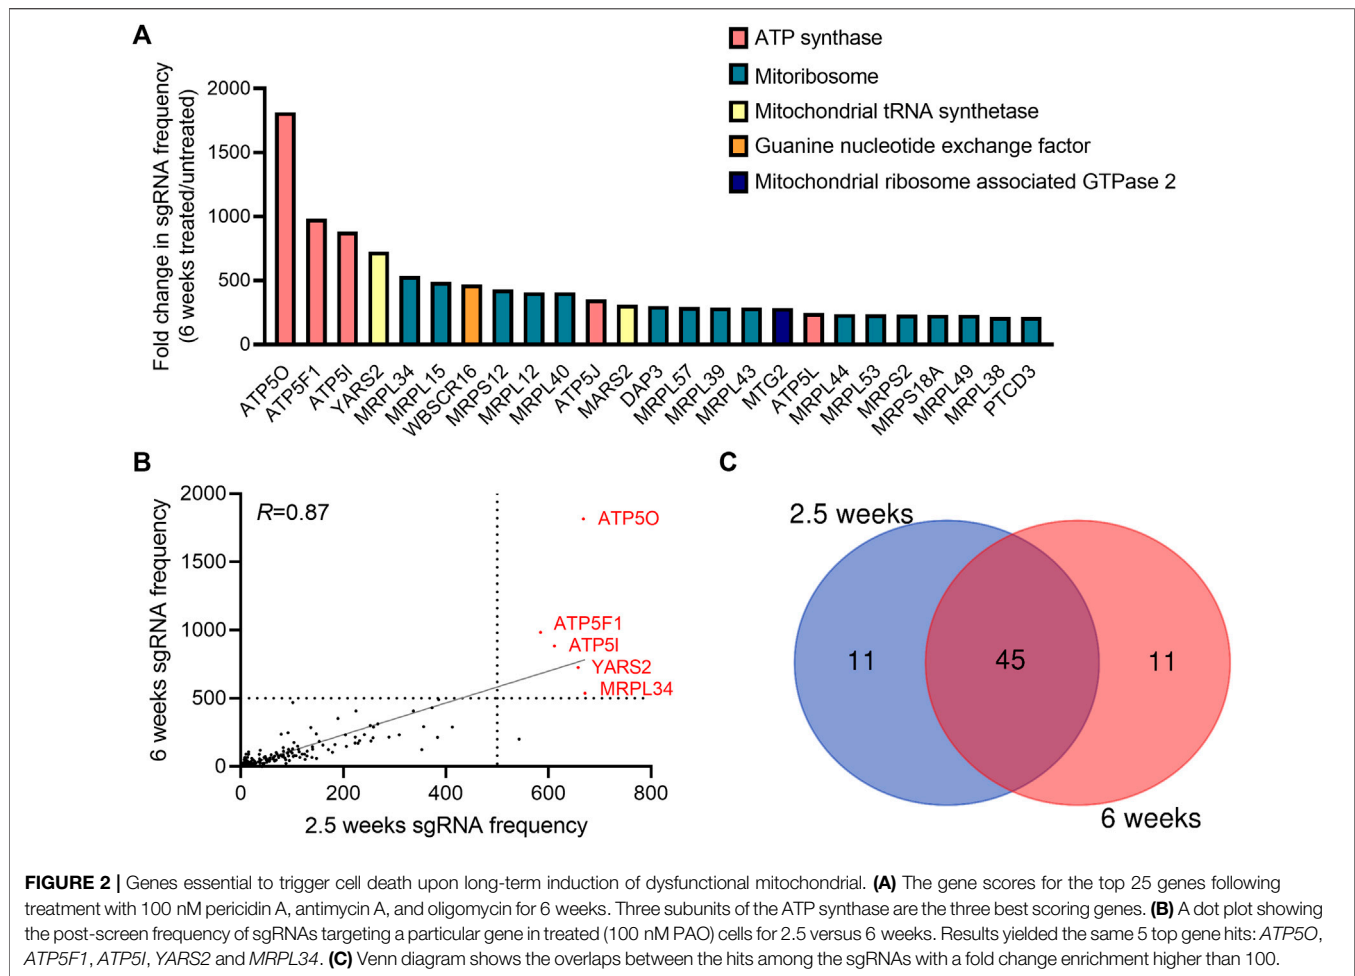 A
ATP synthase
Mitoribosome
Mitochondrial tRNA synthetase
Guanine nucleotide exchange factor
Mitochondrial ribosome associated GTPase 2
Fold change in sgRNA frequency
(6 weeks treated/untreated)
2000
1500
1000
500
0
ATP5O
ATP5F1
ATP5I
YARS2
MRPL34
MRPL15
WBSCR16
MRPS12
MRPL12
MRPL40
ATP5J
MARS2
DAP3
MRPL57
MRPL39
MRPL43
MTG2
ATP5L
MRPL44
MRPL53
MRPS2
MRPS18A
MRPL49
MRPL38
PTCD3
B
R=0.87
6 weeks sgRNA frequency
2000
1500
1000
500
0
ATP5O
ATP5F1
ATP5I
YARS2
MRPL34
0 200 400 600 800
2.5 weeks sgRNA frequency
C
2.5 weeks
11 45 11
6 weeks
FIGURE 2 | Genes essential to trigger cell death upon long-term induction of dysfunctional mitochondrial. (A) The gene scores for the top 25 genes following
treatment with 100 nM pericidin A, antimycin A, and oligomycin for 6 weeks. Three subunits of the ATP synthase are the three best scoring genes. (B) A dot plot showing
the post-screen frequency of sgRNAs targeting a particular gene in treated (100 nM PAO) cells for 2.5 versus 6 weeks. Results yielded the same 5 top gene hits: ATP5O,
ATP5F1, ATP5I, YARS2 and MRPL34. (C) Venn diagram shows the overlaps between the hits among the sgRNAs with a fold change enrichment higher than 100.